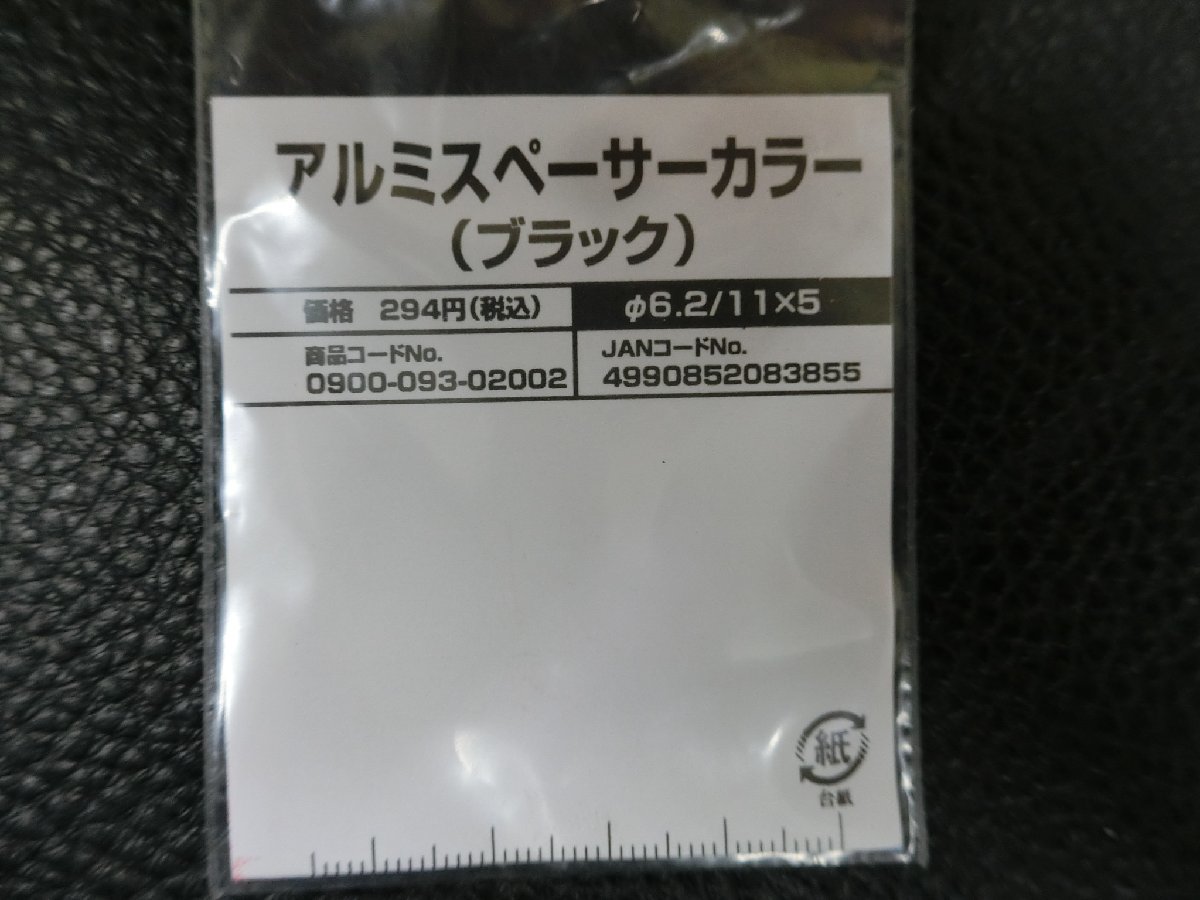 アルミスペーサーカラー
(ブラック)
価格 294円(税込)
φ6.2/11×5
商品コードNo.
0900-093-02002
JANコードNo.
4990852083855
紙
台紙